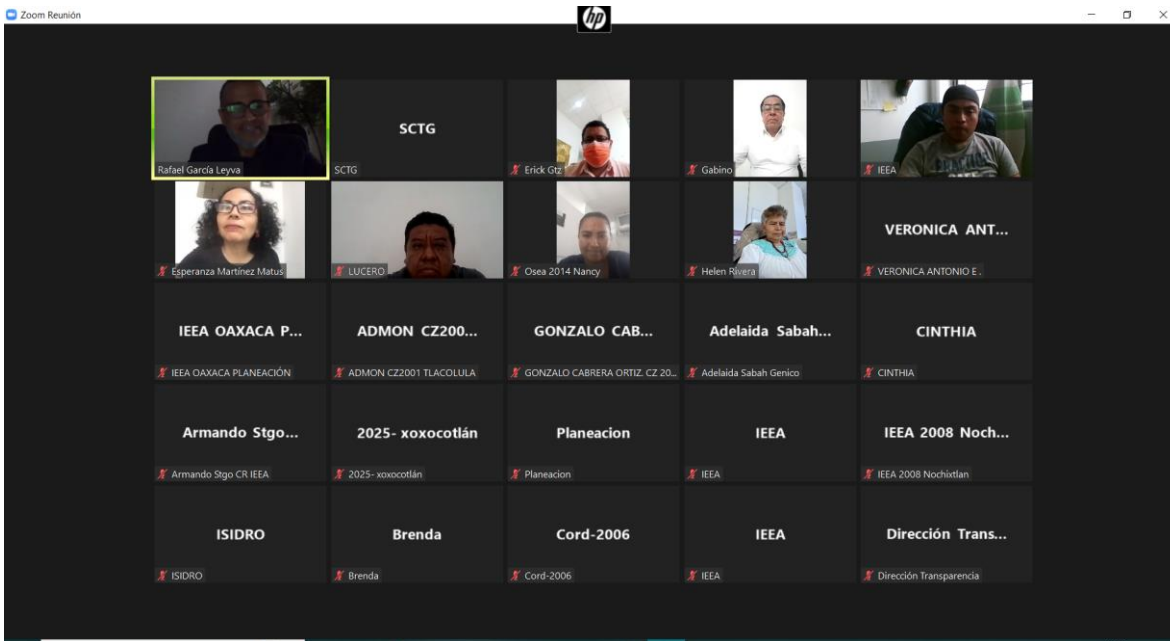 Zoom Reunión
hp
Rafael García Leyva
SCTG
SCTG
Erick Gtz
Gabino
IEEA
Esperanza Martínez Matus
LUCERO
Osea 2014 Nancy
Helen Rivera
VERONICA ANT...
VERONICA ANTONIO E .
IEEA OAXACA P...
IEEA OAXACA PLANEACIÓN
ADMON CZ200...
ADMON CZ2001 TLACOLULA
GONZALO CAB...
GONZALO CABRERA ORTIZ. CZ 20...
Adelaida Sabah...
Adelaida Sabah Genico
CINTHIA
CINTHIA
Armando Stgo...
Armando Stgo CR IEEA
2025- xoxocotlán
2025- xoxocotlán
Planeacion
Planeacion
IEEA
IEEA
IEEA 2008 Noch...
IEEA 2008 Nochixtlan
ISIDRO
ISIDRO
Brenda
Brenda
Cord-2006
Cord-2006
IEEA
IEEA
Dirección Trans...
Dirección Transparencia